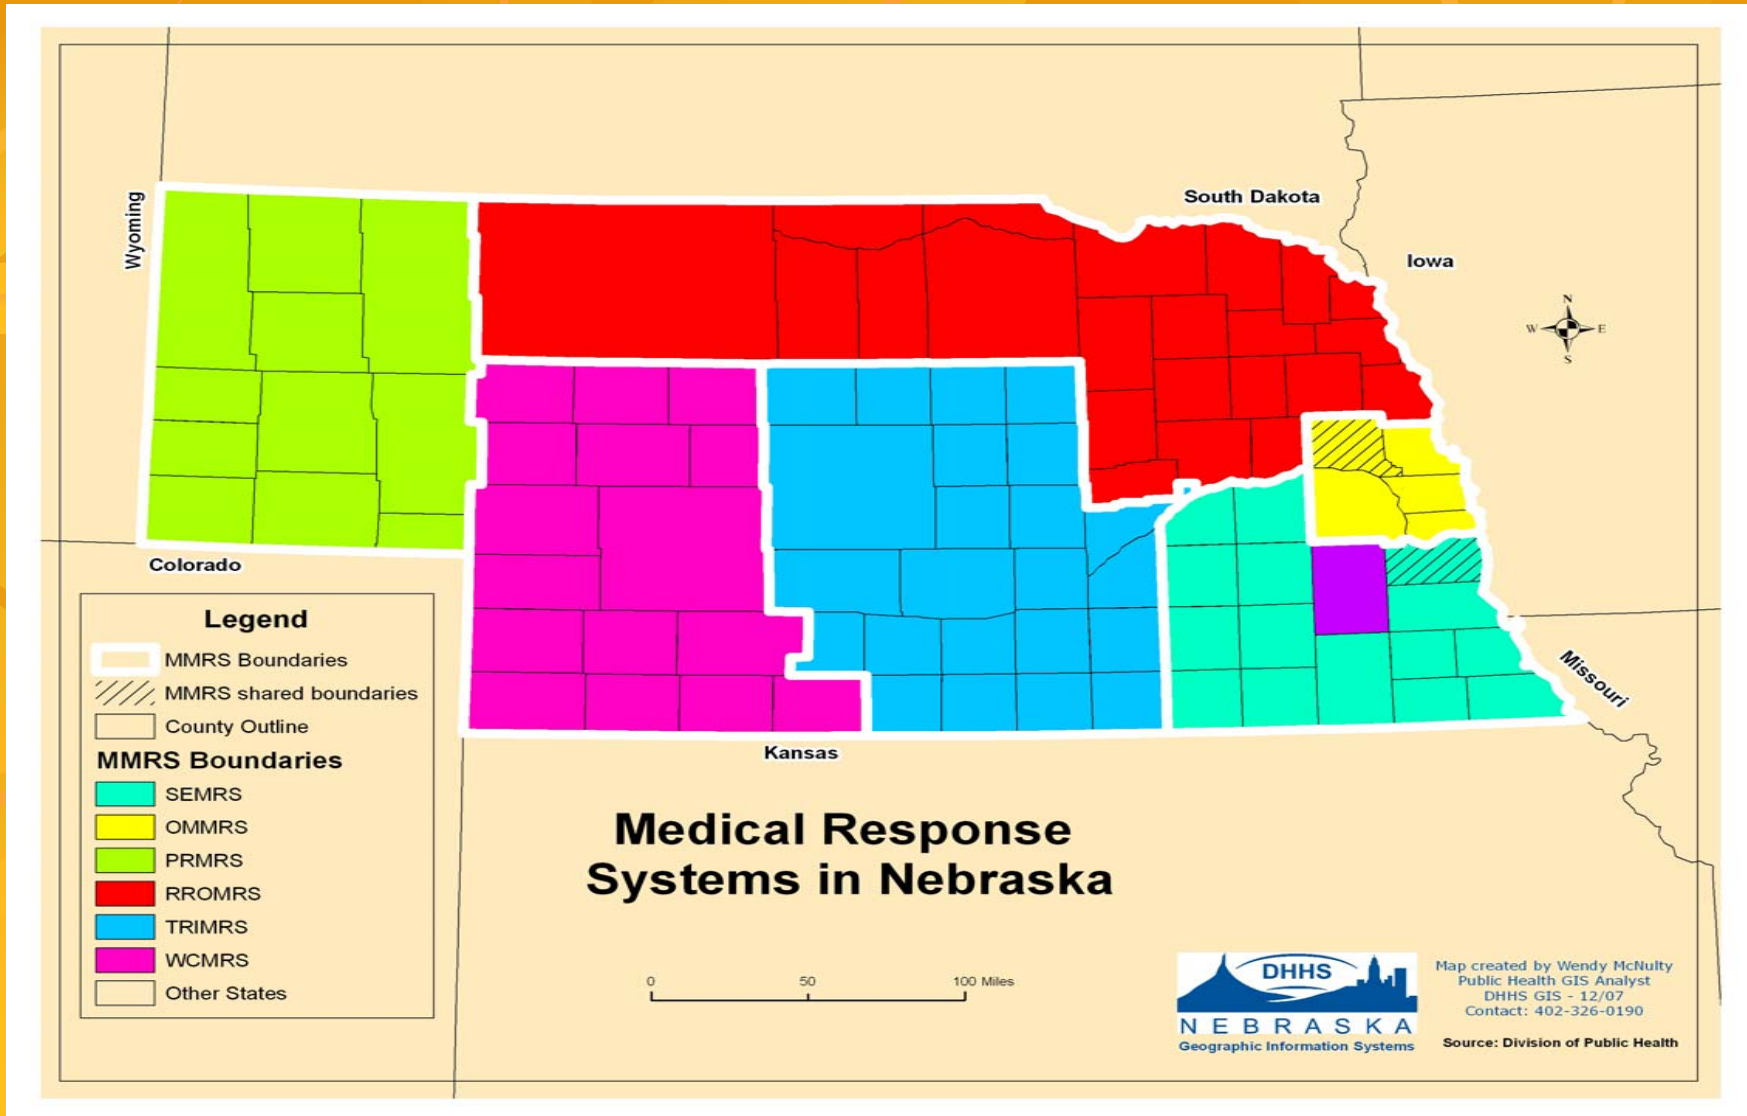 South Dakota
Wyoming
Iowa
N
W E
S
Colorado
Missouri
Kansas
Legend
MMRS Boundaries
MMRS shared boundaries
County Outline
MMRS Boundaries
SEMRS
OMMRS
PRMRS
RROMRS
TRIMRS
WCMRS
Other States
Medical Response
Systems in Nebraska
0 50 100 Miles
DHHS
NEBRASKA
Geographic Information Systems
Map created by Wendy McNulty
Public Health GIS Analyst
DHHS GIS - 12/07
Contact: 402-326-0190
Source: Division of Public Health